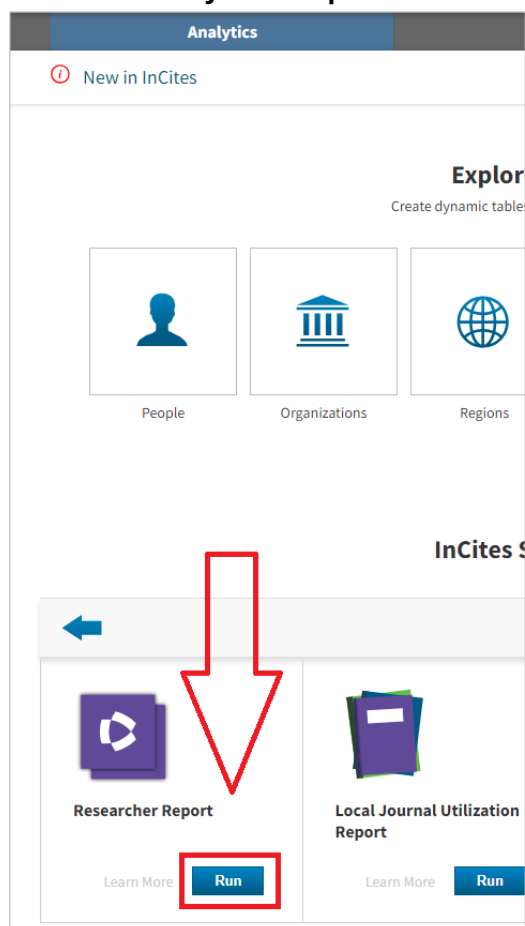 Analytics
New in InCites
Explor
Create dynamic table
People
Organizations
Regions
InCites S
Researcher Report
Local Journal Utilization
Report
Learn More
Run
Learn More
Run